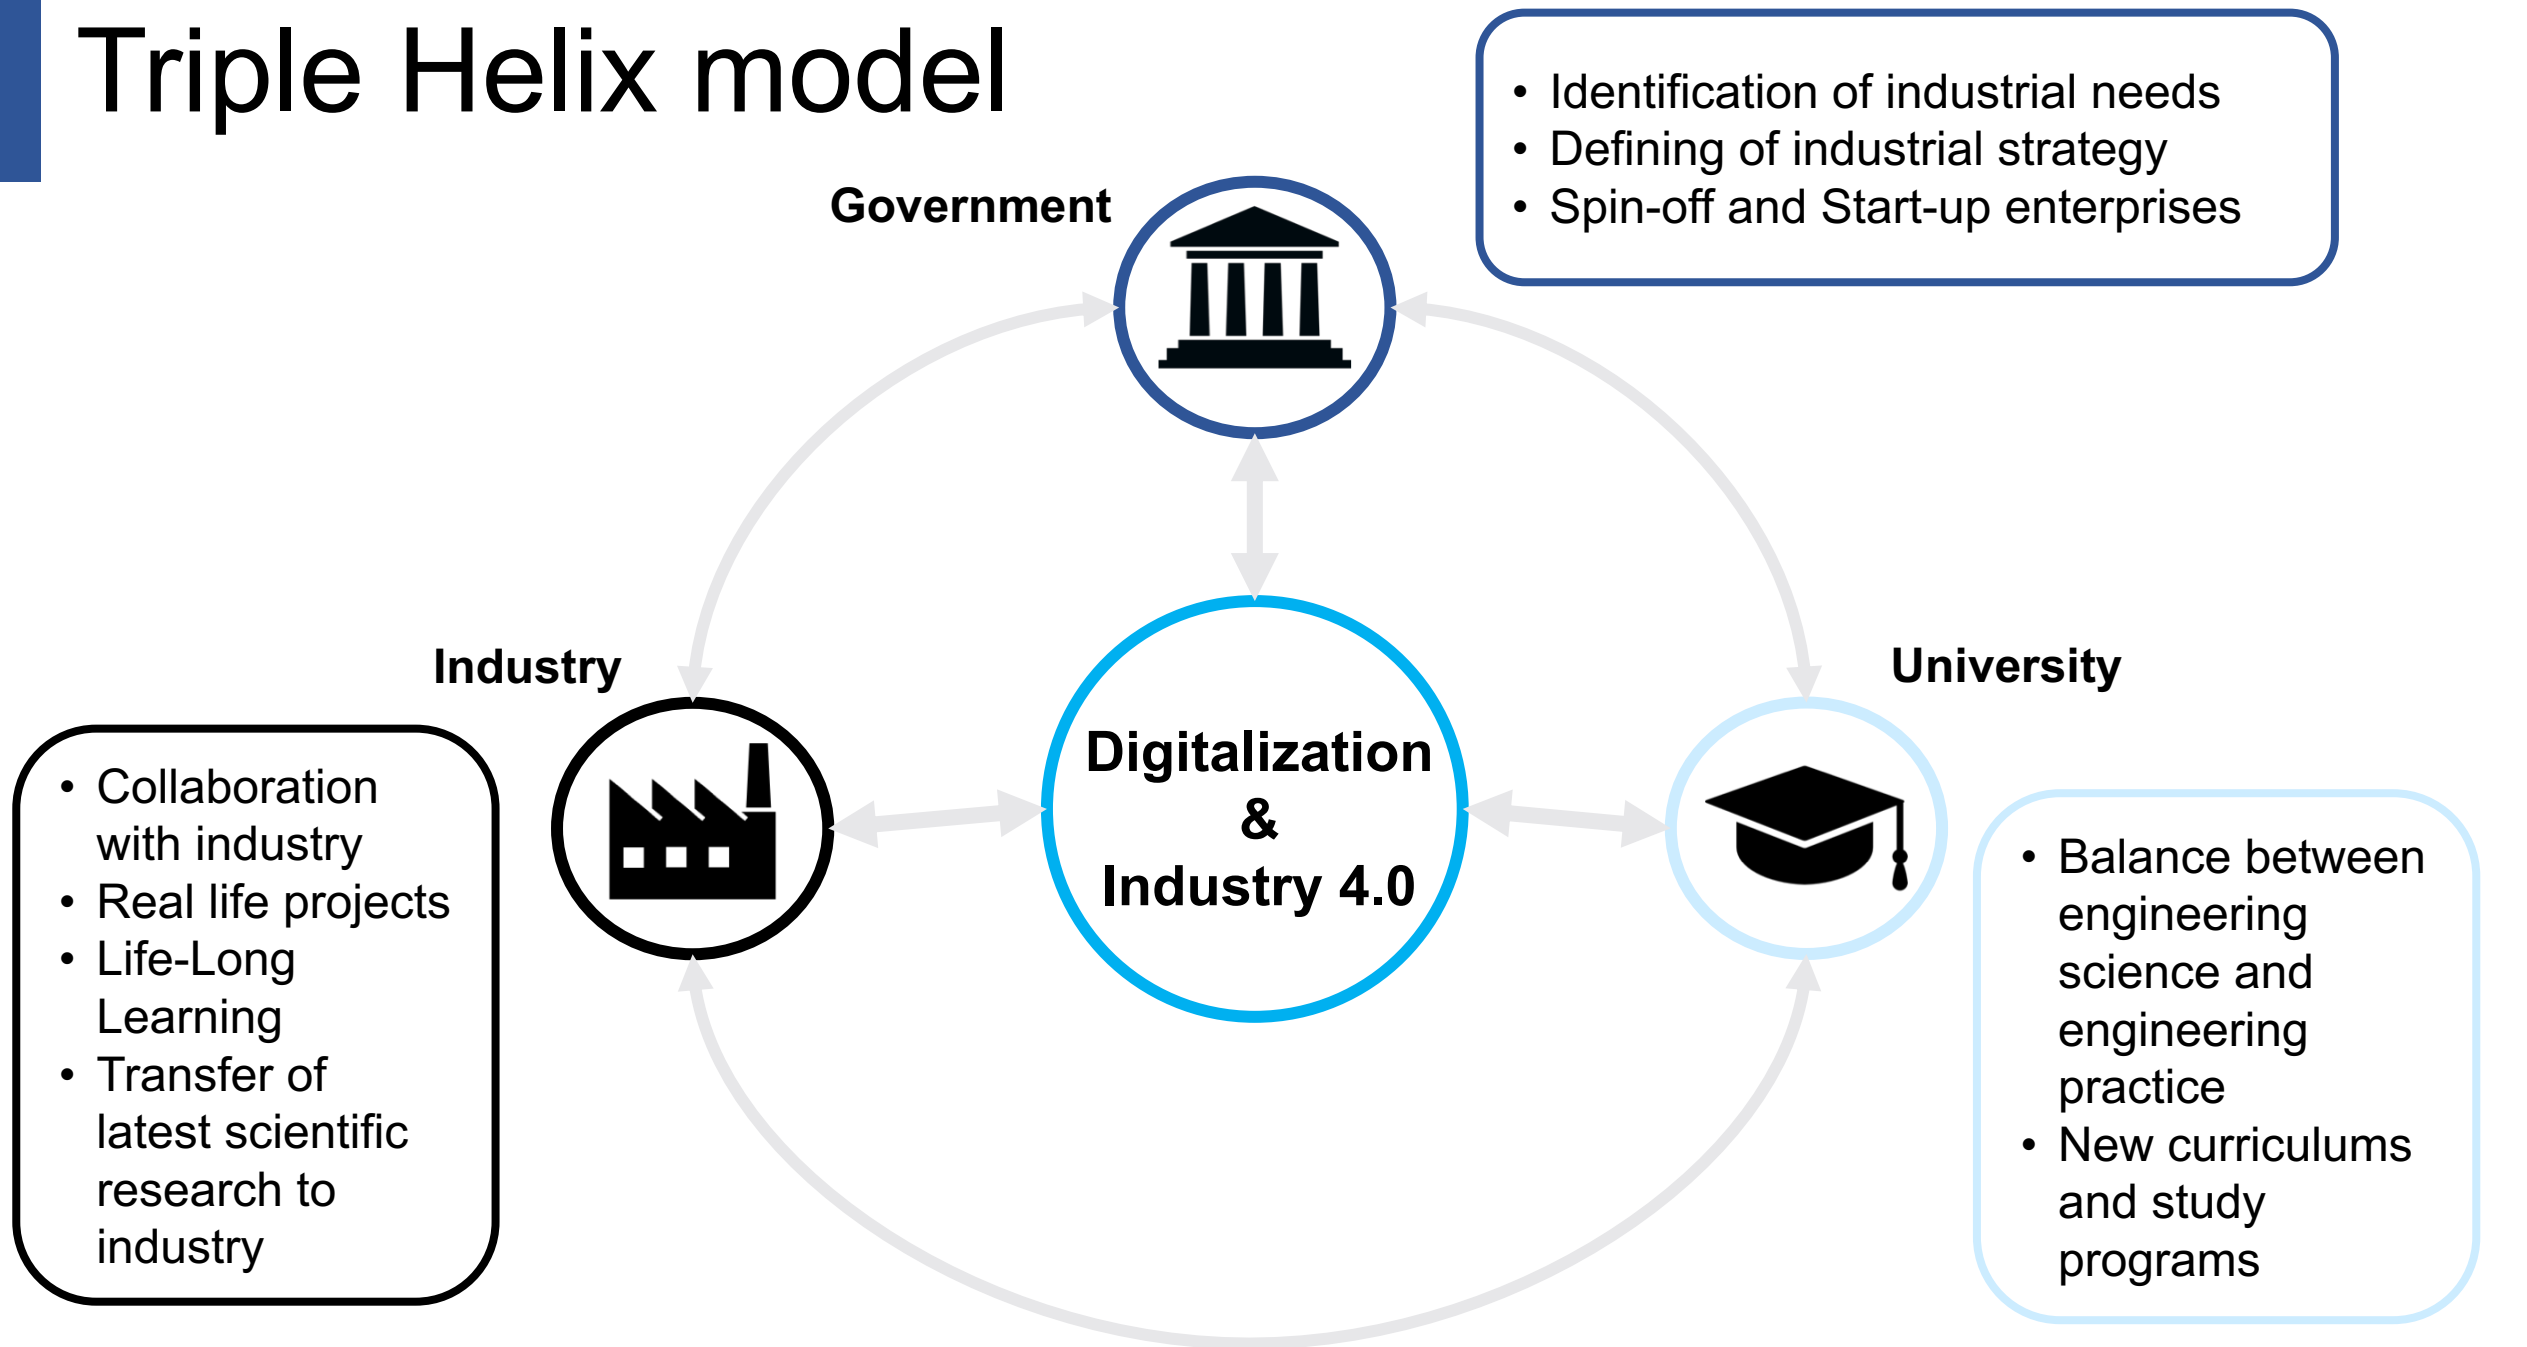 Triple Helix model
• Identification of industrial needs
• Defining of industrial strategy
• Spin-off and Start-up enterprises
Government
Industry
University
Digitalization
&
Industry 4.0
• Collaboration
with industry
• Real life projects
• Life-Long
Learning
• Transfer of
latest scientific
research to
industry
• Balance between
engineering
science and
engineering
practice
• New curriculums
and study
programs